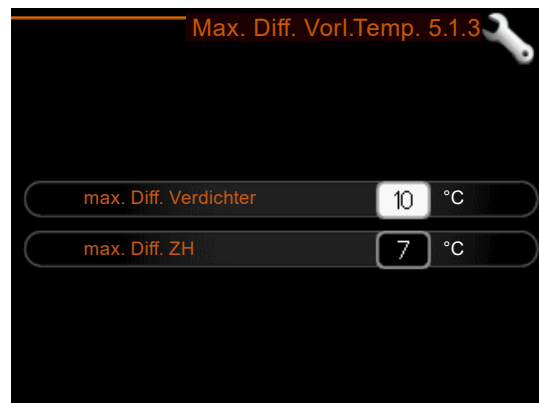 Max. Diff. Vorl.Temp. 5.1.3
max. Diff. Verdichter 10 °C
max. Diff. ZH 7 °C